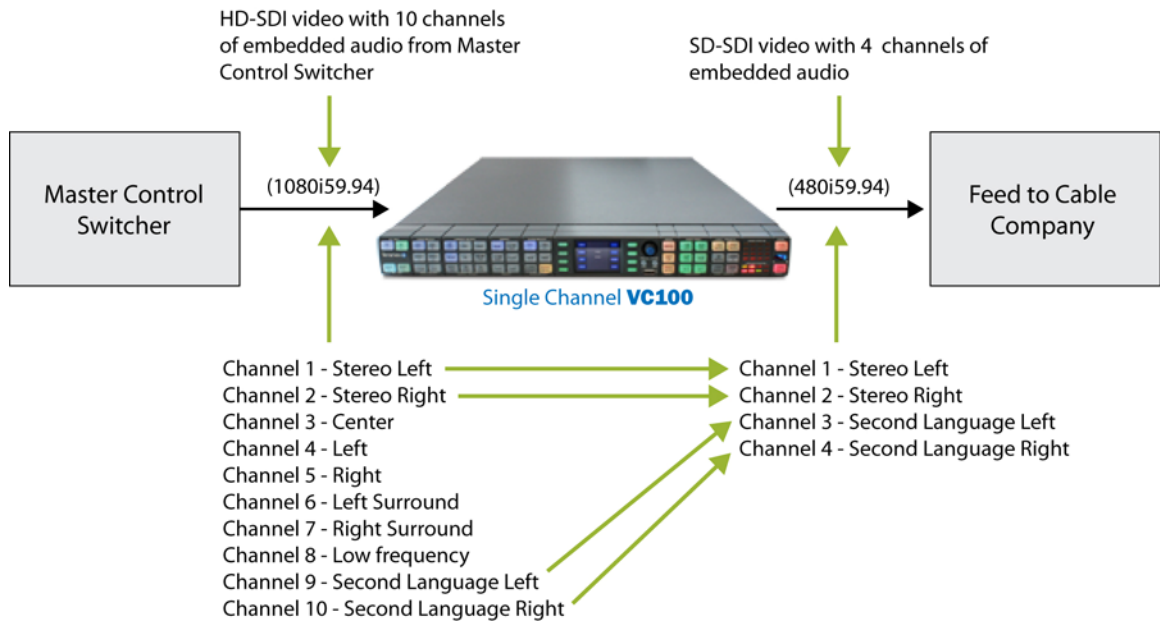 HD-SDI video with 10 channels
of embedded audio from Master
Control Switcher
SD-SDI video with 4 channels of
embedded audio
Master Control
Switcher
(1080i59.94)
(480i59.94)
Feed to Cable
Company
Single Channel VC100
Channel 1 - Stereo Left
Channel 2 - Stereo Right
Channel 3 - Center
Channel 4 - Left
Channel 5 - Right
Channel 6 - Left Surround
Channel 7 - Right Surround
Channel 8 - Low frequency
Channel 9 - Second Language Left
Channel 10 - Second Language Right
Channel 1 - Stereo Left
Channel 2 - Stereo Right
Channel 3 - Second Language Left
Channel 4 - Second Language Right